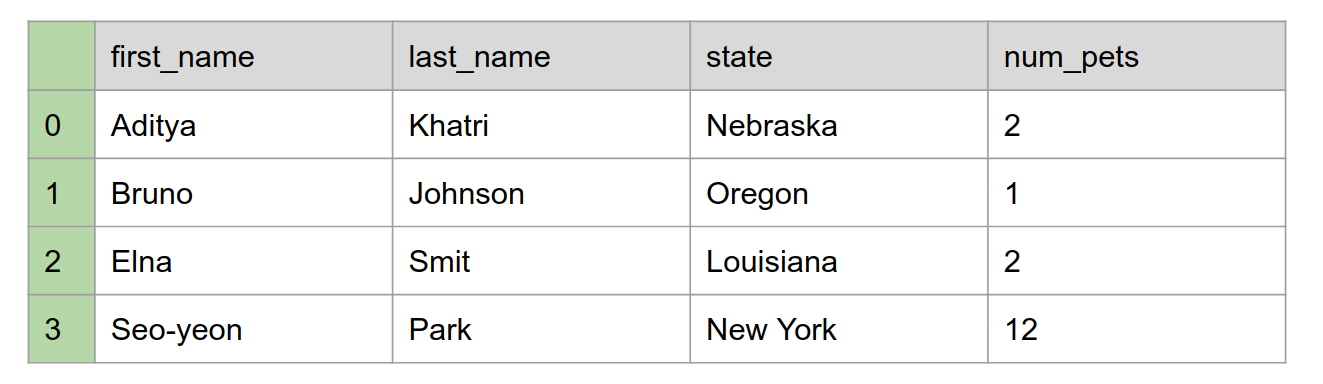 first_name last_name state num_pets
0 Aditya Khatri Nebraska 2
1 Bruno Johnson Oregon 1
2 Elna Smit Louisiana 2
3 Seo-yeon Park New York 12